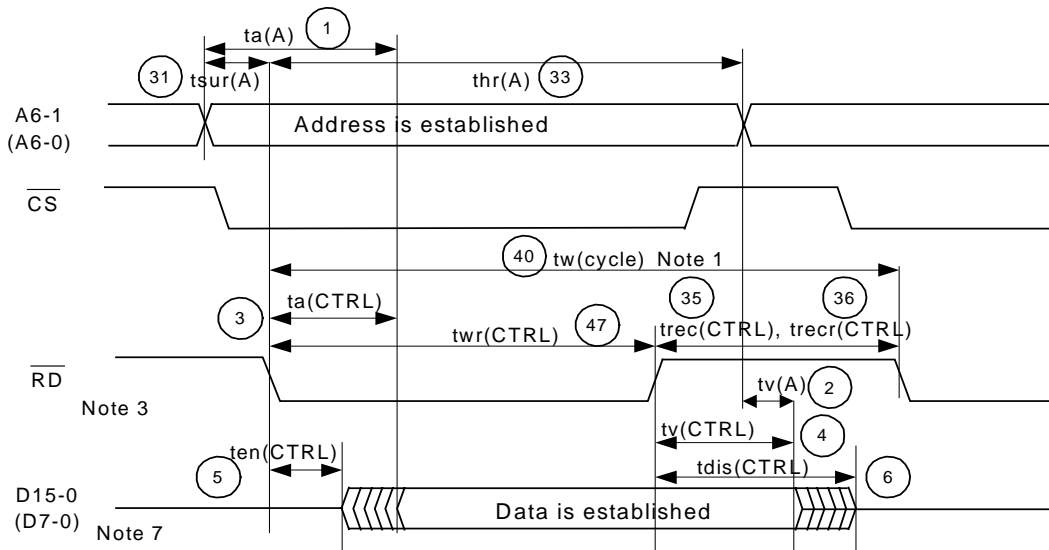 ta(A) 1
31 tsur(A) thr(A) 33
A6-1
(A6-0)
Address is established
CS
40 tw(cycle) Note 1
3 ta(CTRL) 35 36
twr(CTRL) 47 trec(CTRL), trecr(CTRL)
RD
Note 3
tv(A) 2
tv(CTRL) 4
ten(CTRL)
5 tdis(CTRL) 6
D15-0
(D7-0)
Note 7
Data is established